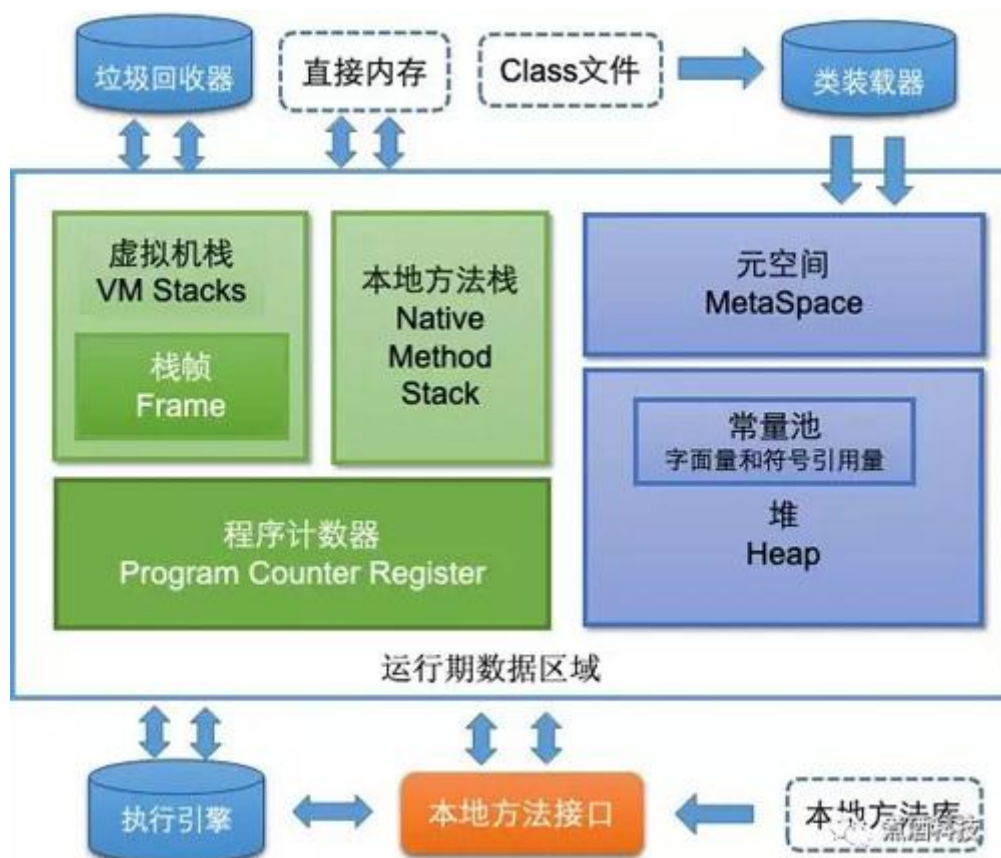 垃圾回收器
直接内存
Class文件
类装载器
虚拟机栈
VM Stacks
栈帧
Frame
本地方法栈
Native
Method
Stack
元空间
MetaSpace
常量池
字面量和符号引用量
堆
Heap
程序计数器
Program Counter Register
运行期数据区域
执行引擎
本地方法接口
本地方法库
煮酒科技